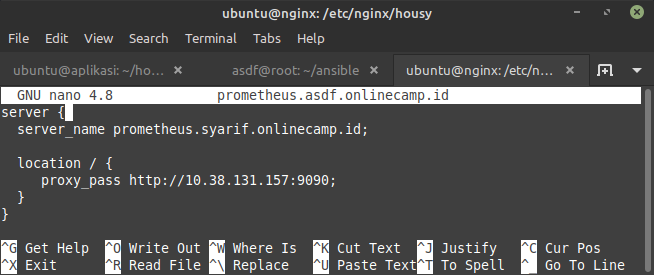 ubuntu@nginx: /etc/nginx/housy
File Edit View Search Terminal Tabs Help
ubuntu@aplikasi: ~/ho... × asdf@root: ~/ansible × ubuntu@nginx: /etc/n... ×
GNU nano 4.8 prometheus.asdf.onlinecamp.id
server {
  server_name prometheus.syarif.onlinecamp.id;
  location / {
     proxy_pass http://10.38.131.157:9090;
  }
}
^G Get Help ^O Write Out ^W Where Is ^K Cut Text ^J Justify ^C Cur Pos
^X Exit ^R Read File ^\ Replace ^U Paste Text ^T To Spell ^_ Go To Line